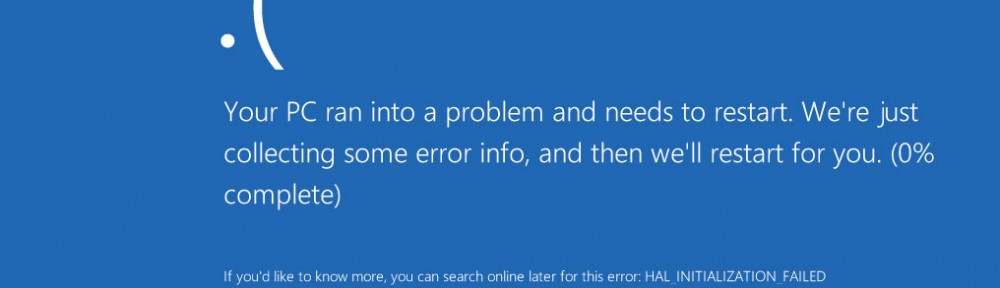 :(
Your PC ran into a problem and needs to restart. We're just
collecting some error info, and then we'll restart for you. (0%
complete)
If you'd like to know more, you can search online later for this error: HAL_INITIALIZATION_FAILED